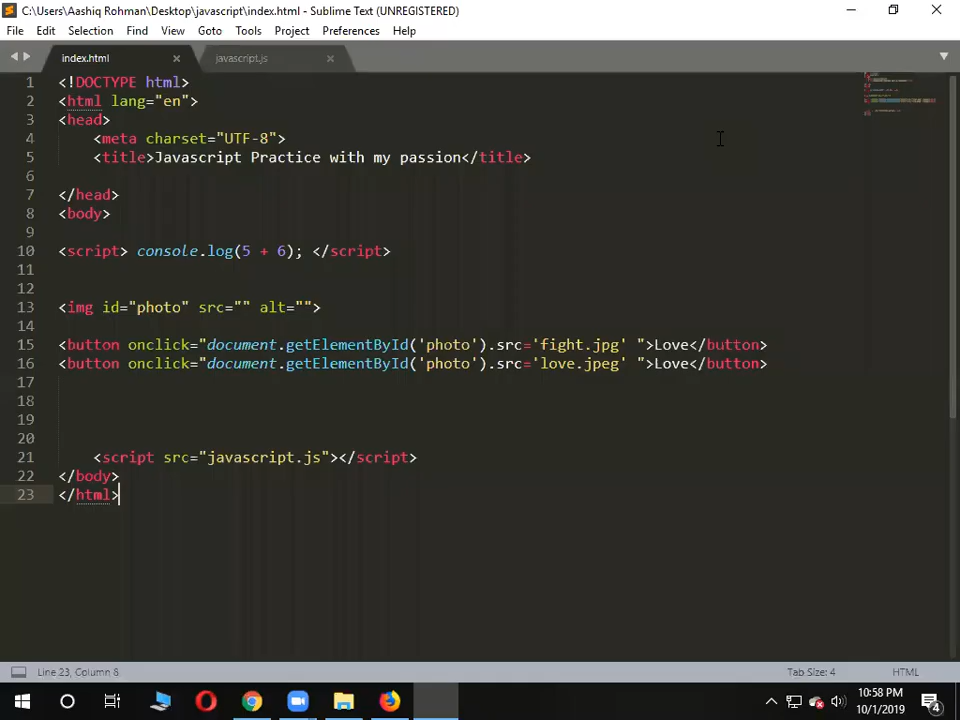 C:\Users\Aashiq Rohman\Desktop\javascript\index.html - Sublime Text (UNREGISTERED)
File Edit Selection Find View Goto Tools Project Preferences Help
index.html javascript.js
1 <!DOCTYPE html>
2 <html lang="en">
3 <head>
4 <meta charset="UTF-8">
5 <title>Javascript Practice with my passion</title>
6
7 </head>
8 <body>
9
10 <script> console.log(5 + 6); </script>
11
12
13 <img id="photo" src="" alt="">
14
15 <button onclick="document.getElementById('photo').src='fight.jpg' ">Love</button>
16 <button onclick="document.getElementById('photo').src='love.jpeg' ">Love</button>
17
18
19
20
21 <script src="javascript.js"></script>
22 </body>
23 </html>
Line 23, Column 8 Tab Size: 4 HTML
10:58 PM
10/1/2019
4